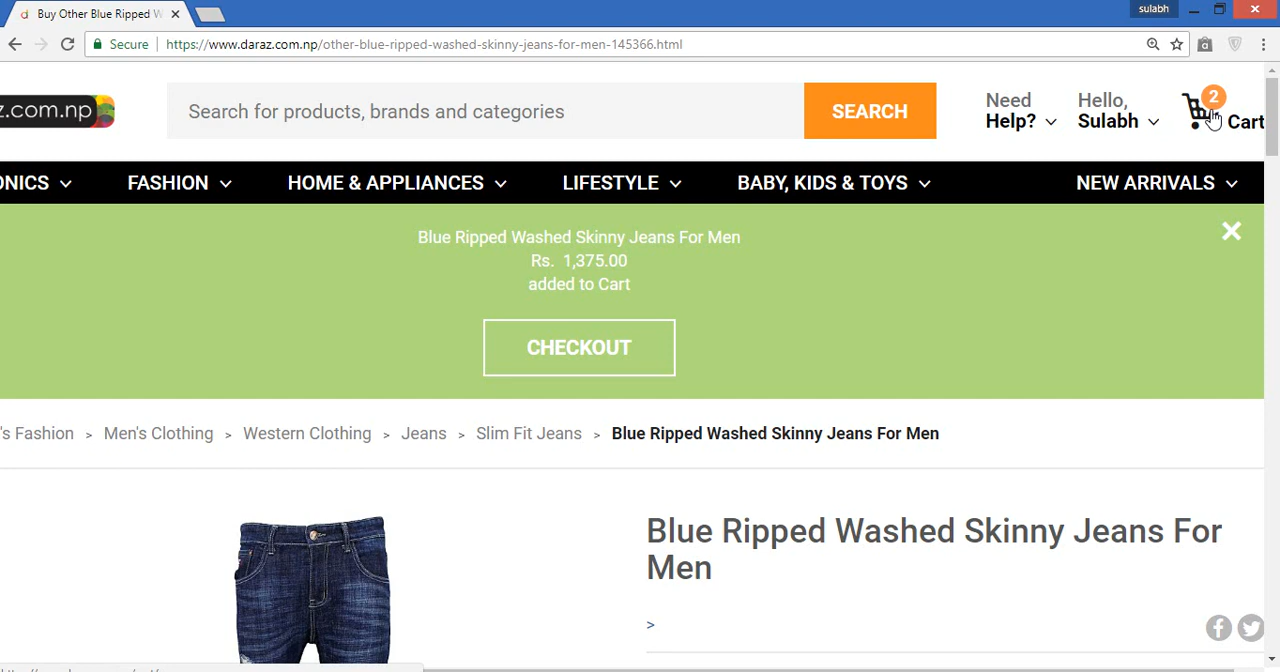 Buy Other Blue Ripped W
sulabh
Secure
https://www.daraz.com.np/other-blue-ripped-washed-skinny-jeans-for-men-145366.html
z.com.np
Search for products, brands and categories
SEARCH
Need
Help?
Hello,
Sulabh
2
Cart
ONICS
FASHION
HOME & APPLIANCES
LIFESTYLE
BABY, KIDS & TOYS
NEW ARRIVALS
Blue Ripped Washed Skinny Jeans For Men
Rs. 1,375.00
added to Cart
CHECKOUT
's Fashion > Men's Clothing > Western Clothing > Jeans > Slim Fit Jeans > Blue Ripped Washed Skinny Jeans For Men
Blue Ripped Washed Skinny Jeans For
Men
>